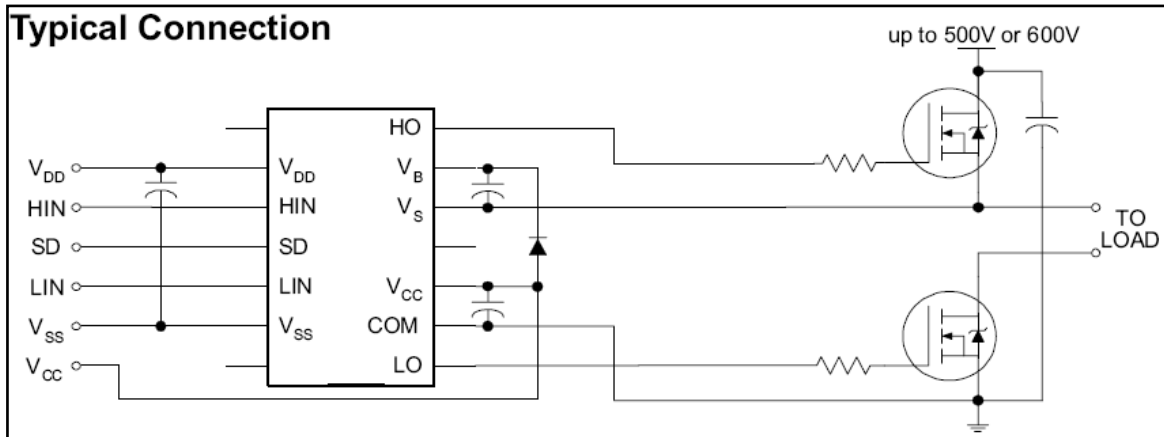 Typical Connection
up to 500V or 600V
HO
V_DD
V_DD
V_B
HIN
HIN
V_S
TO
LOAD
SD
SD
LIN
LIN
V_CC
V_SS
V_SS
COM
V_CC
LO